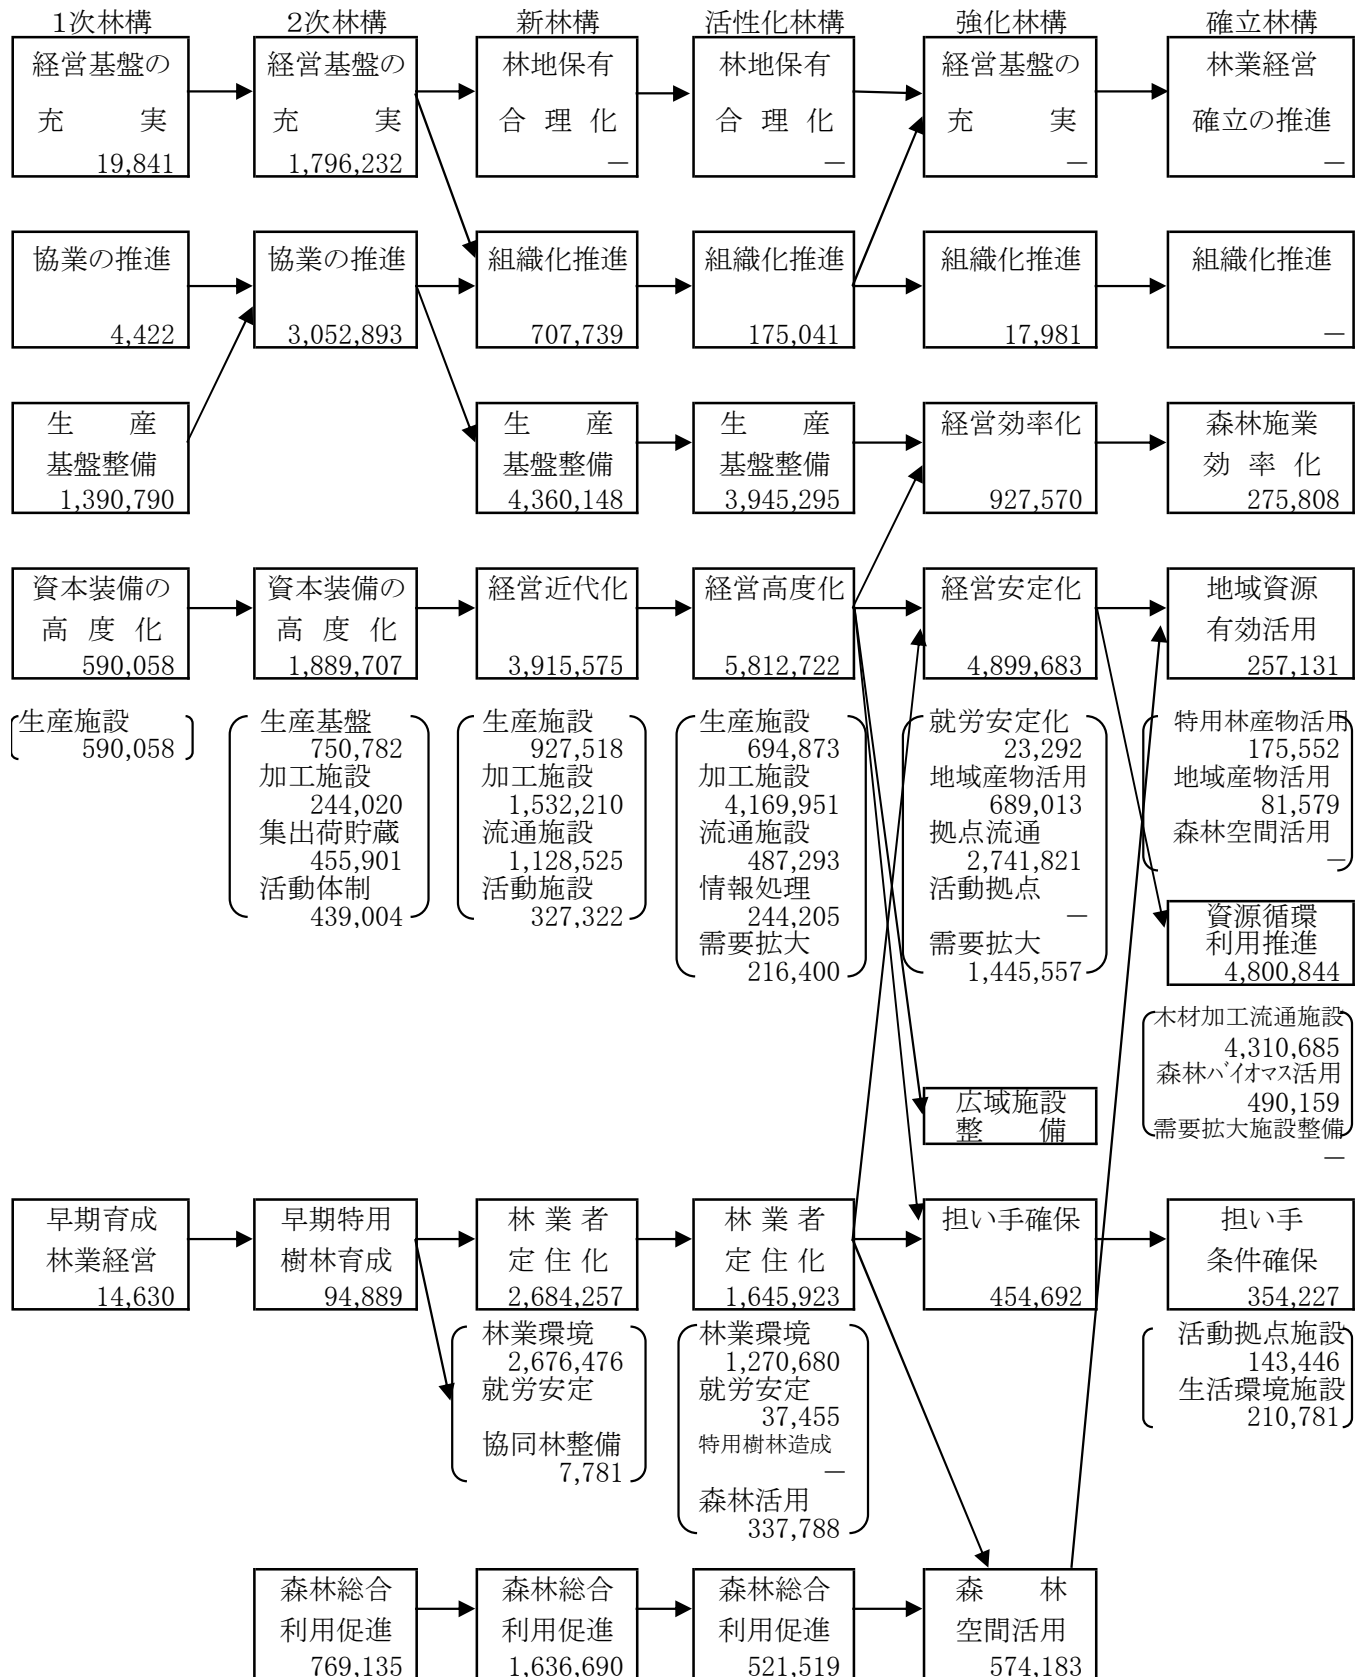 1次林構 2次林構 新林構 活性化林構 強化林構 確立林構
経営基盤の 経営基盤の 林地保有 林地保有 経営基盤の 林業経営
充 実 充 実 合 理 化 合 理 化 充 実 確立の推進
19,841 1,796,232 － － － －
協業の推進 協業の推進 組織化推進 組織化推進 組織化推進 組織化推進
4,422 3,052,893 707,739 175,041 17,981 －
生 産 生 産 生 産 経営効率化 森林施業
基盤整備 基盤整備 基盤整備 効 率 化
1,390,790 4,360,148 3,945,295 927,570 275,808
資本装備の 資本装備の 経営近代化 経営高度化 経営安定化 地域資源
高 度 化 高 度 化 有効活用
590,058 1,889,707 3,915,575 5,812,722 4,899,683 257,131
生産施設 生産基盤 生産施設 生産施設 就労安定化 特用林産物活用
590,058 750,782 927,518 694,873 23,292 175,552
加工施設 加工施設 加工施設 地域産物活用 地域産物活用
244,020 1,532,210 4,169,951 689,013 81,579
集出荷貯蔵 流通施設 流通施設 拠点流通 森林空間活用
455,901 1,128,525 487,293 2,741,821 －
活動体制 活動施設 情報処理 活動拠点
439,004 327,322 244,205 －
資源循環
需要拡大 需要拡大 利用推進
216,400 1,445,557 4,800,844
木材加工流通施設
4,310,685
森林バイオマス活用
広域施設 490,159
整 備 需要拡大施設整備
－
早期育成 早期特用 林 業 者 林 業 者 担い手確保 担い手
林業経営 樹林育成 定 住 化 定 住 化 条件確保
14,630 94,889 2,684,257 1,645,923 454,692 354,227
林業環境 林業環境 活動拠点施設
2,676,476 1,270,680 143,446
就労安定 就労安定 生活環境施設
37,455 210,781
協同林整備 特用樹林造成
7,781 －
森林活用
337,788
森林総合 森林総合 森林総合 森 林
利用促進 利用促進 利用促進 空間活用
769,135 1,636,690 521,519 574,183